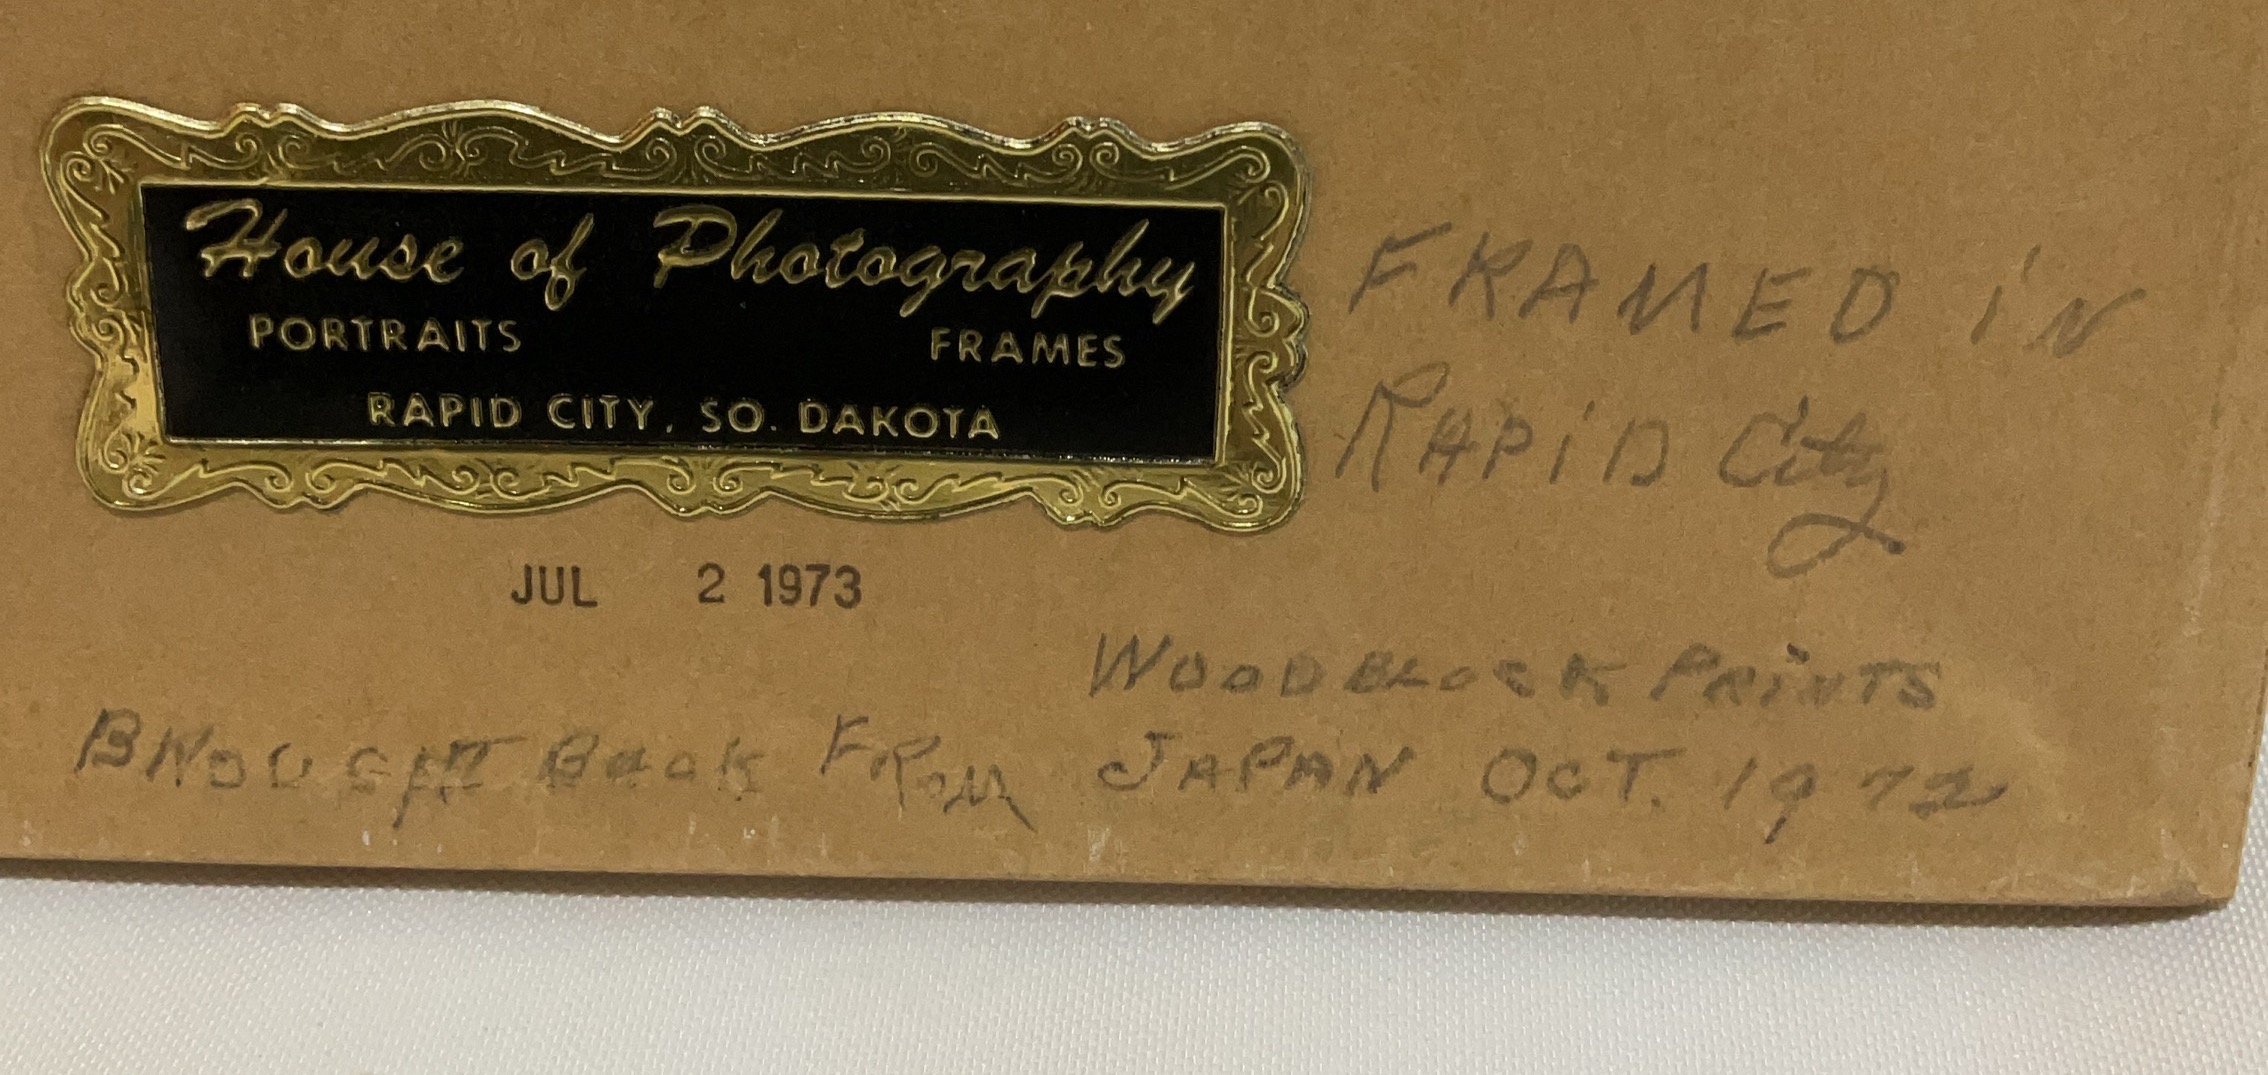 House of Photography
PORTRAITS FRAMES
RAPID CITY, SO. DAKOTA
FRAMED iN
RAPiD City
JUL 2 1973
WOODBLOCK PRiNTS
BROUGHT BACK FROM JAPAN OCT. 1972